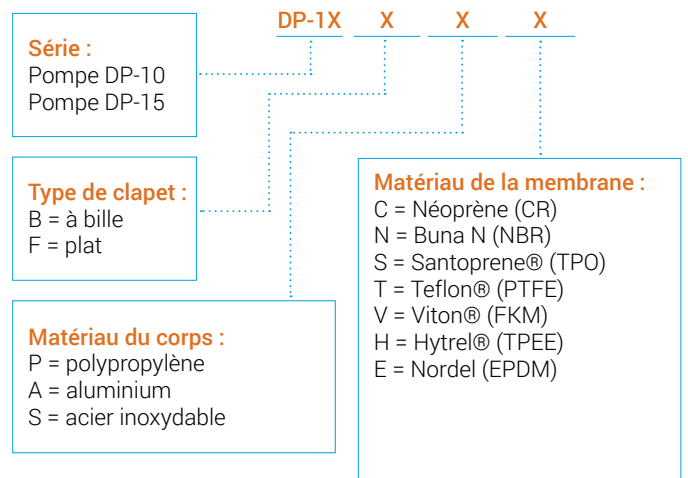 DP-1X X X X
Série :
Pompe DP-10
Pompe DP-15
Type de clapet :
B = à bille
F = plat
Matériau du corps :
P = polypropylène
A = aluminium
S = acier inoxydable
Matériau de la membrane :
C = Néoprène (CR)
N = Buna N (NBR)
S = Santoprene® (TPO)
T = Teflon® (PTFE)
V = Viton® (FKM)
H = Hytrel® (TPEE)
E = Nordel (EPDM)